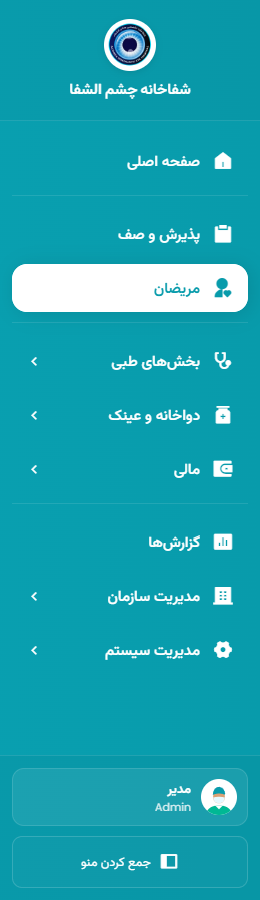 شفاخانه چشم الشفا
صفحه اصلی
پذیرش و صف
مریضان
بخش‌های طبی
دواخانه و عینک
مالی
گزارش‌ها
مدیریت سازمان
مدیریت سیستم
مدیر
Admin
جمع کردن منو